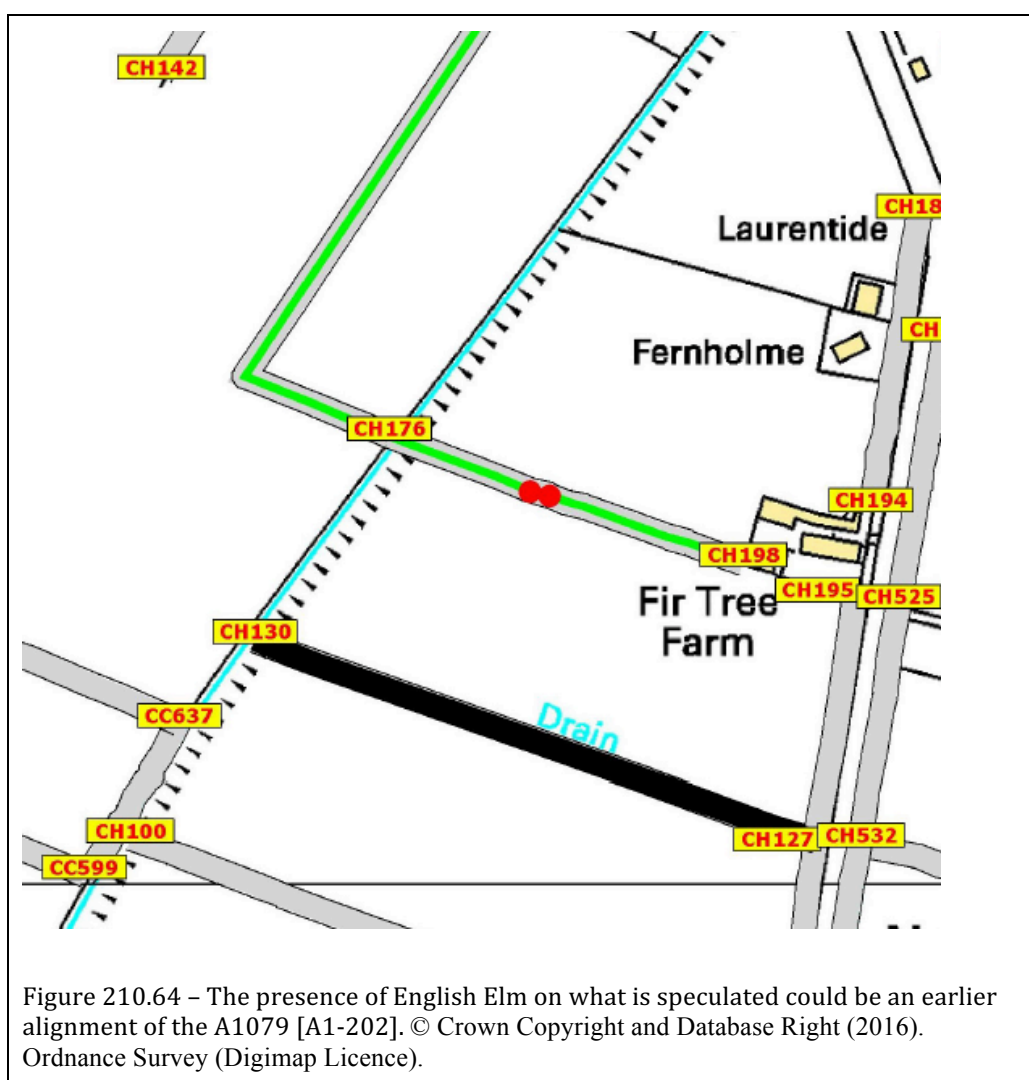 CH142
CH18
Laurentide
CH
Fernholme
CH176
CH194
CH198
CH195
CH525
Fir Tree
Farm
CH130
CC637
Drain
CH100
CH127
CH532
CC599
Figure 210.64 – The presence of English Elm on what is speculated could be an earlier
alignment of the A1079 [A1-202]. © Crown Copyright and Database Right (2016).
Ordnance Survey (Digimap Licence).